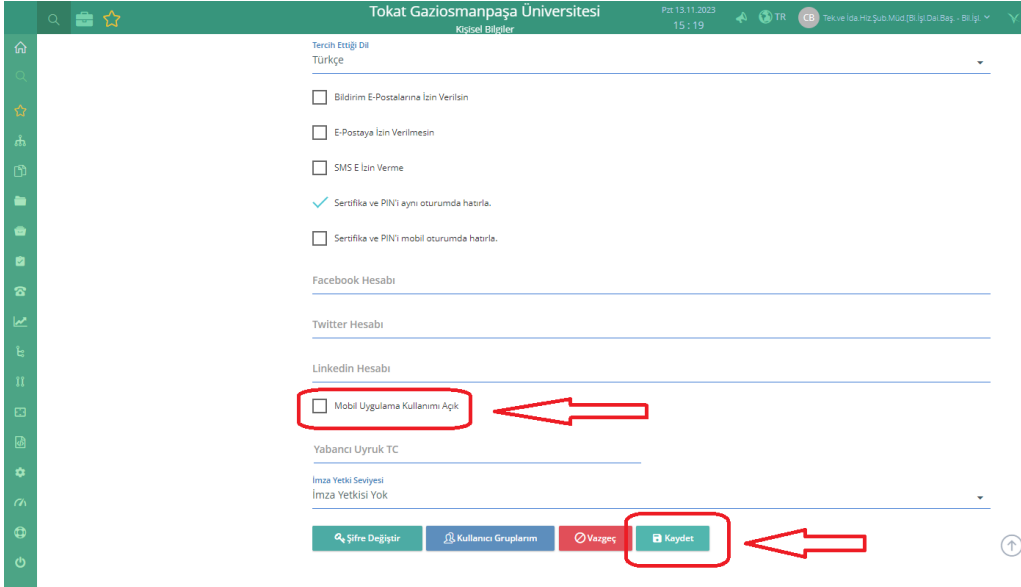 Tokat Gaziosmanpaşa Üniversitesi
Kişisel Bilgiler
Pzt 13.11.2023
15 : 19
TR
CB
Tek.ve İda.Hiz.Şub.Müd.[Bi.İşl.Dai.Baş. - Bil.İşl.
Tercih Ettiği Dil
Türkçe
Bildirim E-Postalarına İzin Verilsin
E-Postaya İzin Verilmesin
SMS E İzin Verme
Sertifika ve PIN'i aynı oturumda hatırla.
Sertifika ve PIN'i mobil oturumda hatırla.
Facebook Hesabı
Twitter Hesabı
Linkedin Hesabı
Mobil Uygulama Kullanımı Açık
Yabancı Uyruk TC
İmza Yetki Seviyesi
İmza Yetkisi Yok
Şifre Değiştir
Kullanıcı Gruplarım
Vazgeç
Kaydet